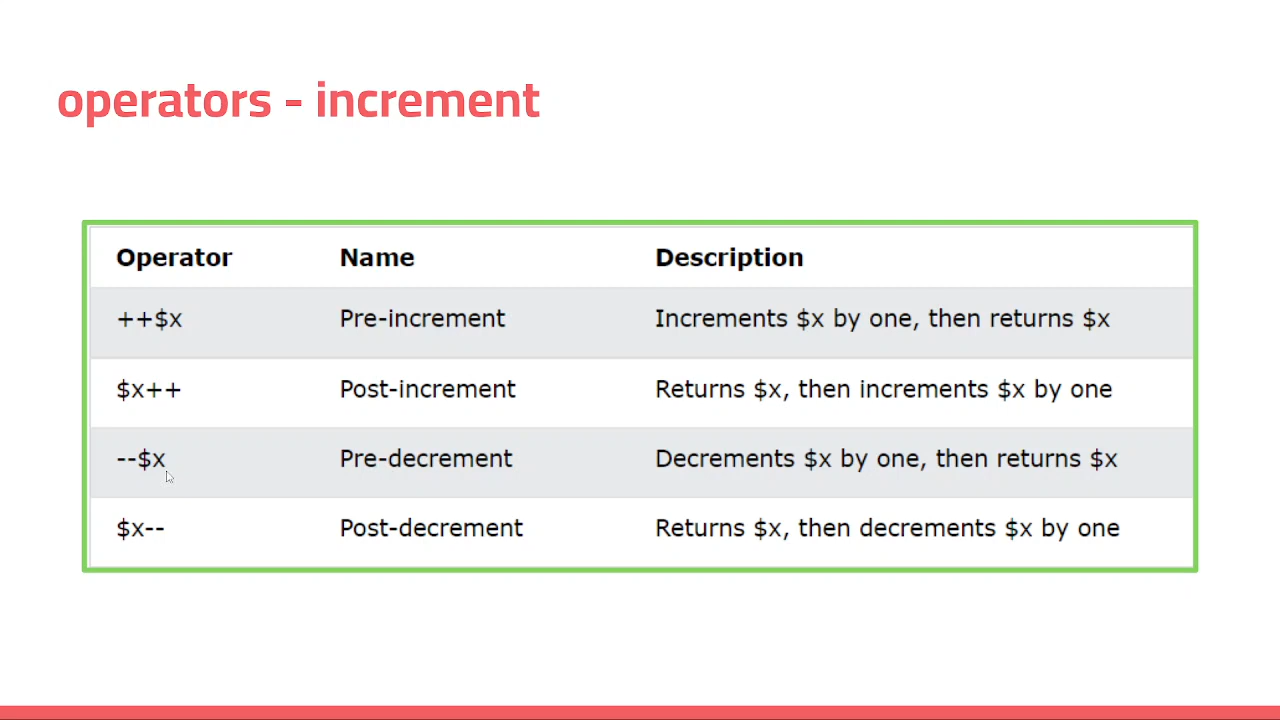 operators - increment
Operator Name Description
++$x Pre-increment Increments $x by one, then returns $x
$x++ Post-increment Returns $x, then increments $x by one
--$x Pre-decrement Decrements $x by one, then returns $x
$x-- Post-decrement Returns $x, then decrements $x by one